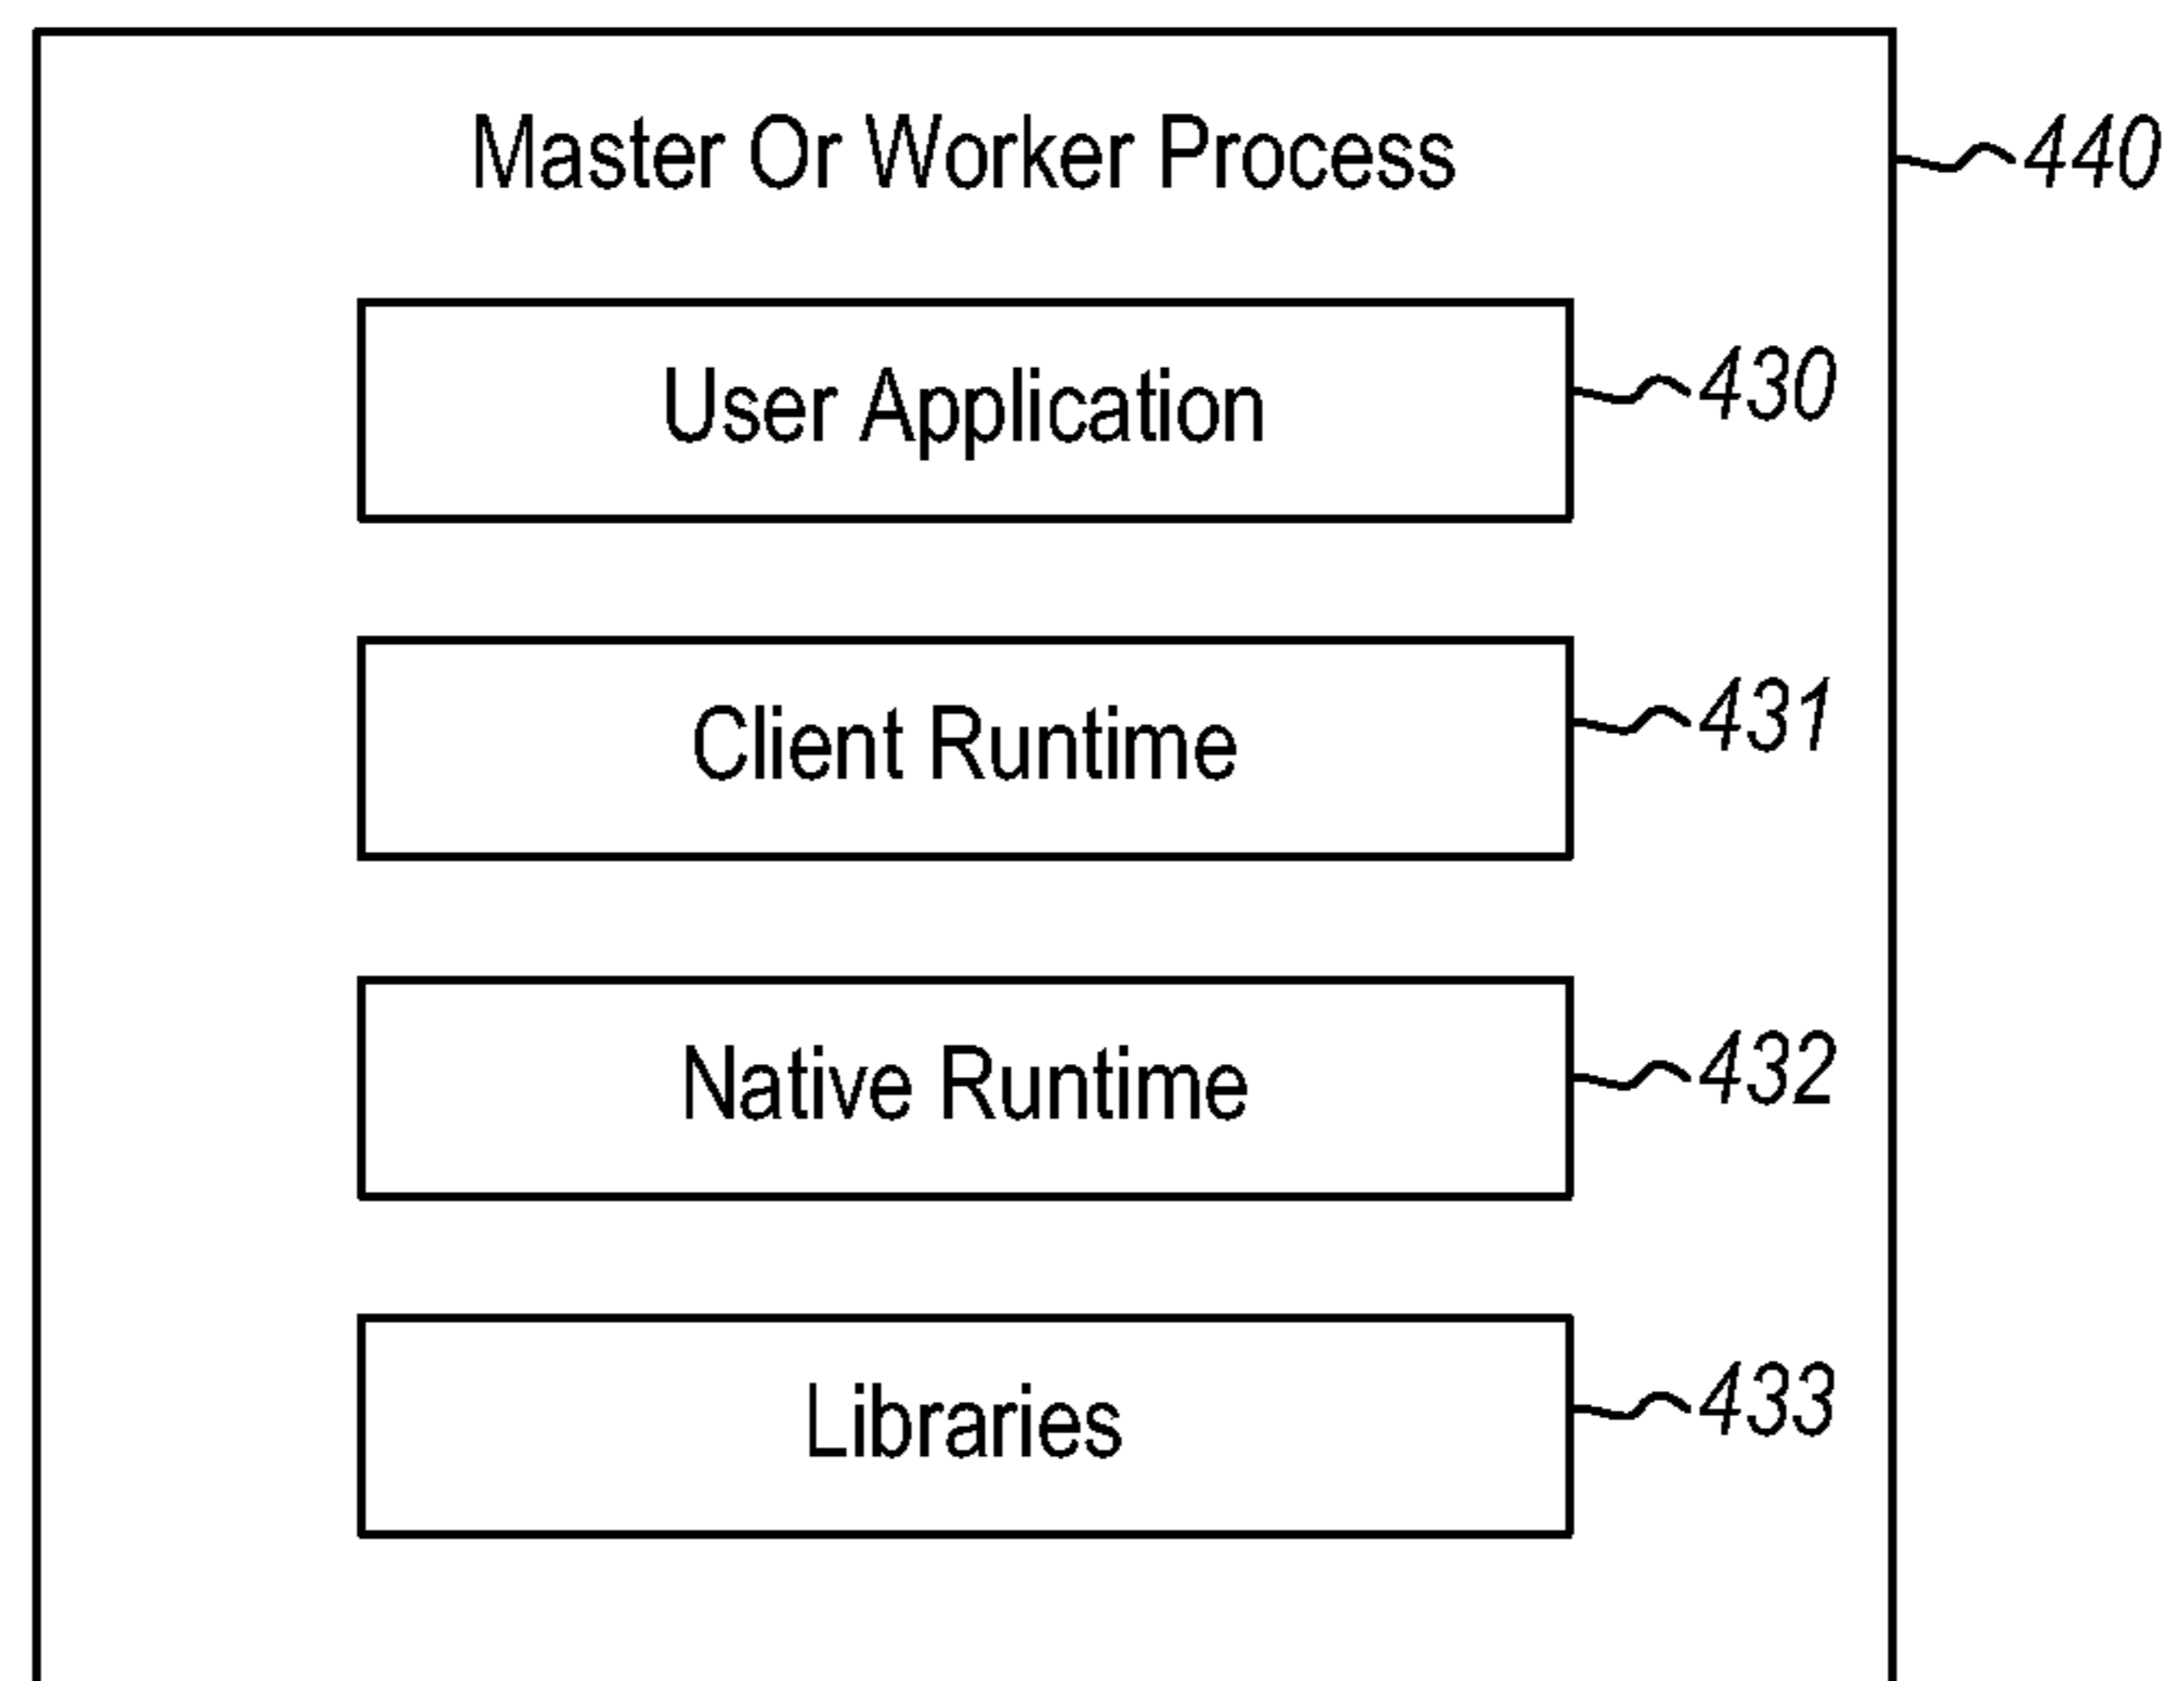 Master Or Worker Process 440
User Application 430
Client Runtime 431
Native Runtime 432
Libraries 433